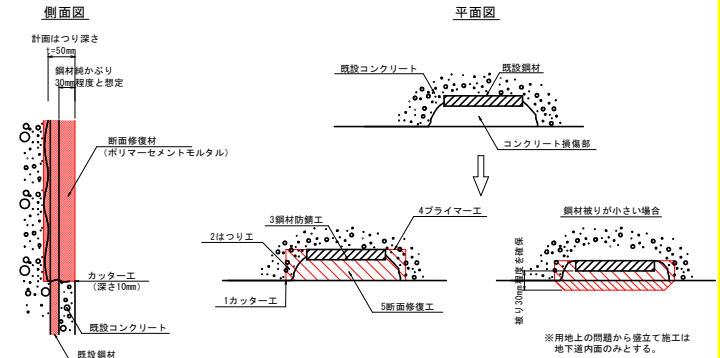 側面図
計画はつり深さ
t=50mm
鋼材純かぶり
30mm程度と想定
断面修復材
(ポリマーセメントモルタル)
カッター工
(深さ10mm)
既設コンクリート
既設鋼材
平面図
既設コンクリート
既設鋼材
コンクリート損傷部
3鋼材防錆工
4プライマー工
2はつり工
1カッター工
5断面修復工
鋼材被りが小さい場合
被り30mm程度を確保
※用地上の問題から盛立て施工は
地下道内面のみとする。